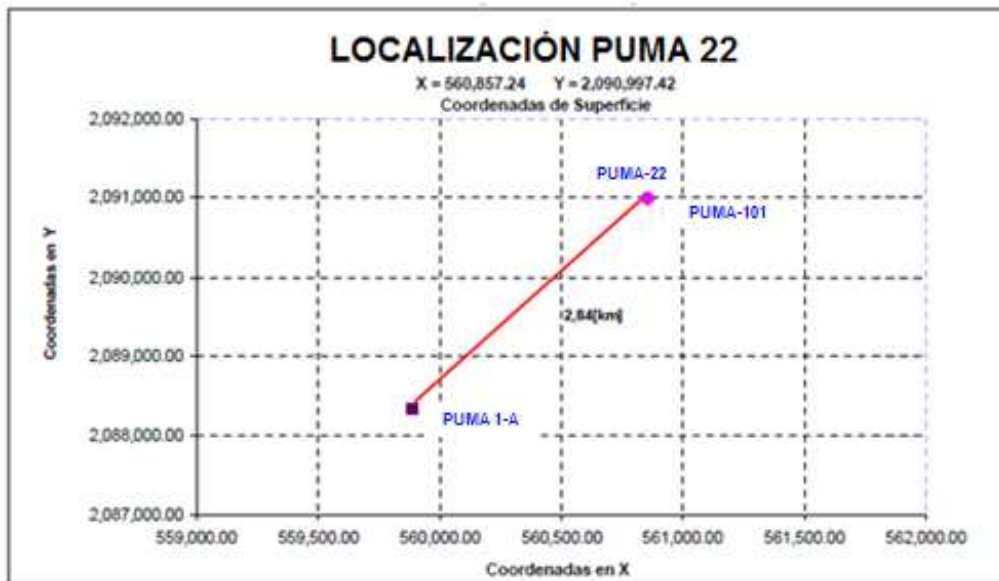 LOCALIZACIÓN PUMA 22
X = 560,857.24 Y = 2,090,997.42
Coordenadas de Superficie
2,092,000.00
PUMA-22
2,091,000.00
PUMA-101
Coordenadas en Y
2,090,000.00
2,84[km]
2,089,000.00
PUMA 1-A
2,088,000.00
2,087,000.00
559,000.00 559,500.00 560,000.00 560,500.00 561,000.00 561,500.00 562,000.00
Coordenadas en X